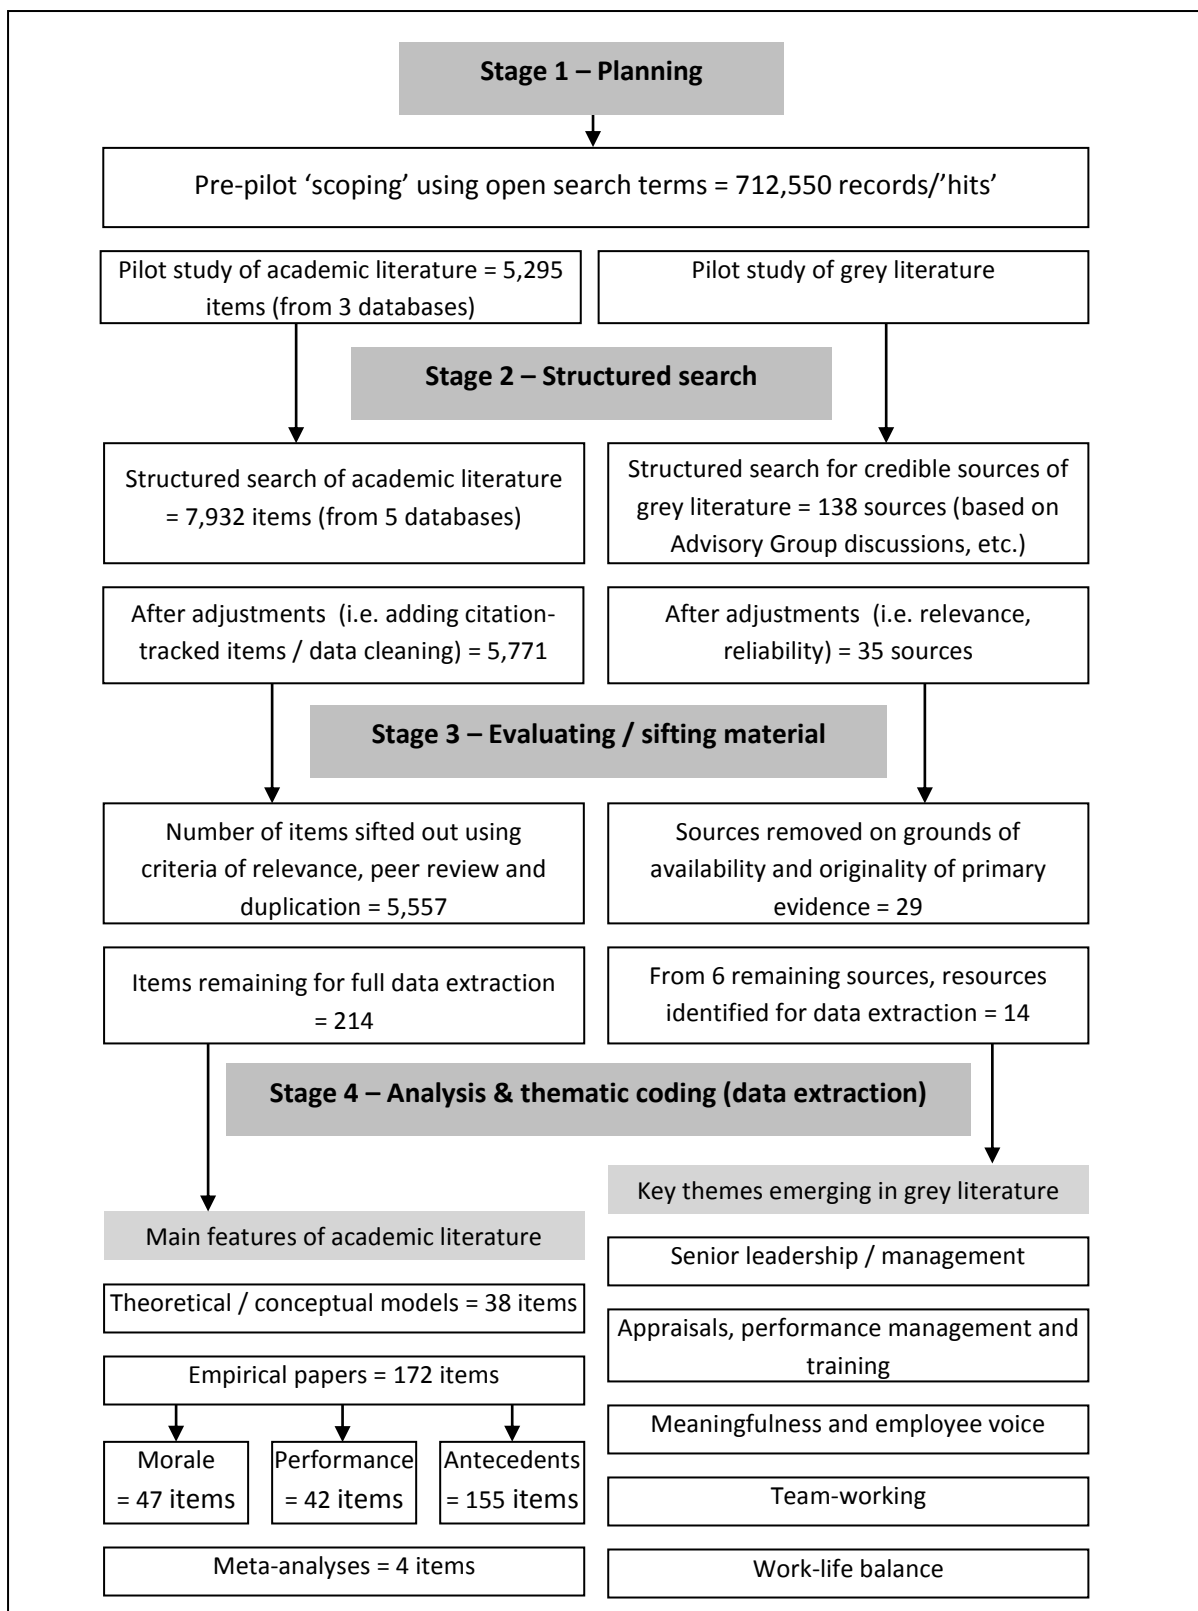 Stage 1 – Planning
Pre-pilot ‘scoping’ using open search terms = 712,550 records/’hits’
Pilot study of academic literature = 5,295
items (from 3 databases)
Pilot study of grey literature
Stage 2 – Structured search
Structured search of academic literature
= 7,932 items (from 5 databases)
Structured search for credible sources of
grey literature = 138 sources (based on
Advisory Group discussions, etc.)
After adjustments  (i.e. adding citation-
tracked items / data cleaning) = 5,771
After adjustments  (i.e. relevance,
reliability) = 35 sources
Stage 3 – Evaluating / sifting material
Number of items sifted out using
criteria of relevance, peer review and
duplication = 5,557
Sources removed on grounds of
availability and originality of primary
evidence = 29
Items remaining for full data extraction
= 214
From 6 remaining sources, resources
identified for data extraction = 14
Stage 4 – Analysis & thematic coding (data extraction)
Main features of academic literature
Theoretical / conceptual models = 38 items
Empirical papers = 172 items
Morale
= 47 items
Performance
= 42 items
Antecedents
= 155 items
Meta-analyses = 4 items
Key themes emerging in grey literature
Senior leadership / management
Appraisals, performance management and
training
Meaningfulness and employee voice
Team-working
Work-life balance